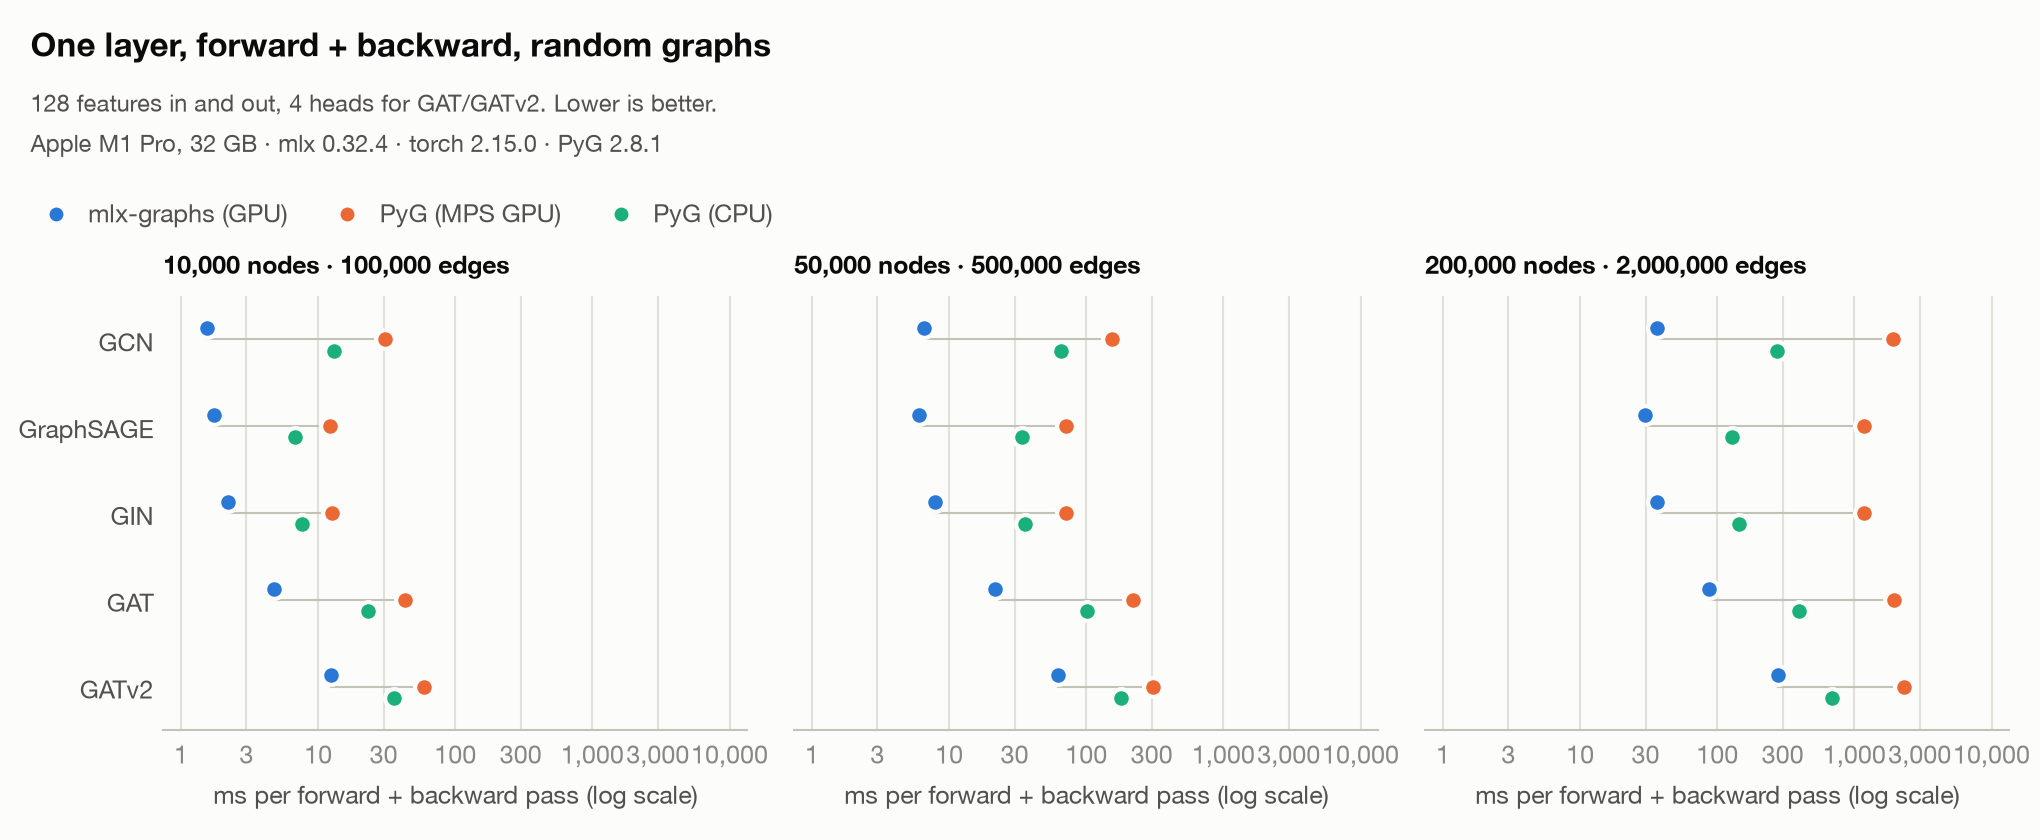 One layer, forward + backward, random graphs
128 features in and out, 4 heads for GAT/GATv2. Lower is better.
Apple M1 Pro, 32 GB · mlx 0.32.4 · torch 2.15.0 · PyG 2.8.1
mlx-graphs (GPU) PyG (MPS GPU) PyG (CPU)
10,000 nodes · 100,000 edges
GCN
GraphSAGE
GIN
GAT
GATv2
1 3 10 30 100 300 1,000 3,000 10,000
ms per forward + backward pass (log scale)
50,000 nodes · 500,000 edges
1 3 10 30 100 300 1,000 3,000 10,000
ms per forward + backward pass (log scale)
200,000 nodes · 2,000,000 edges
1 3 10 30 100 300 1,000 3,000 10,000
ms per forward + backward pass (log scale)